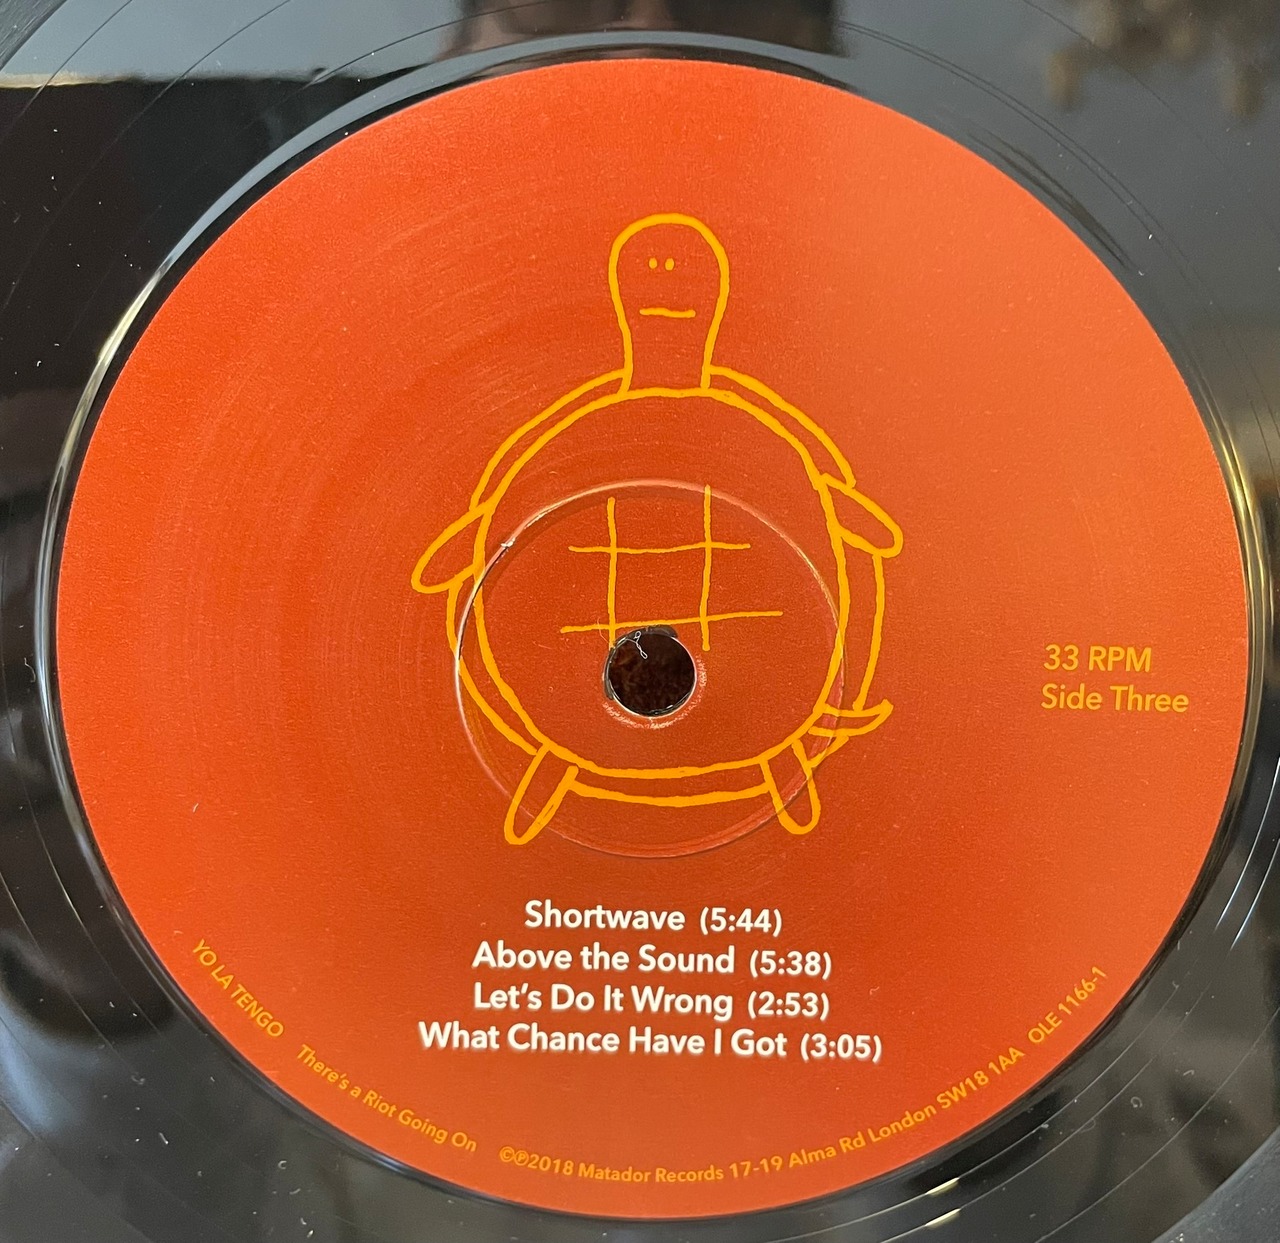 33 RPM
Side Three
Shortwave (5:44)
Above the Sound (5:38)
Let's Do It Wrong (2:53)
What Chance Have I Got (3:05)
YO LA TENGO There's a Riot Going On ©℗2018 Matador Records 17-19 Alma Rd London SW18 1AA OLE 1166-1